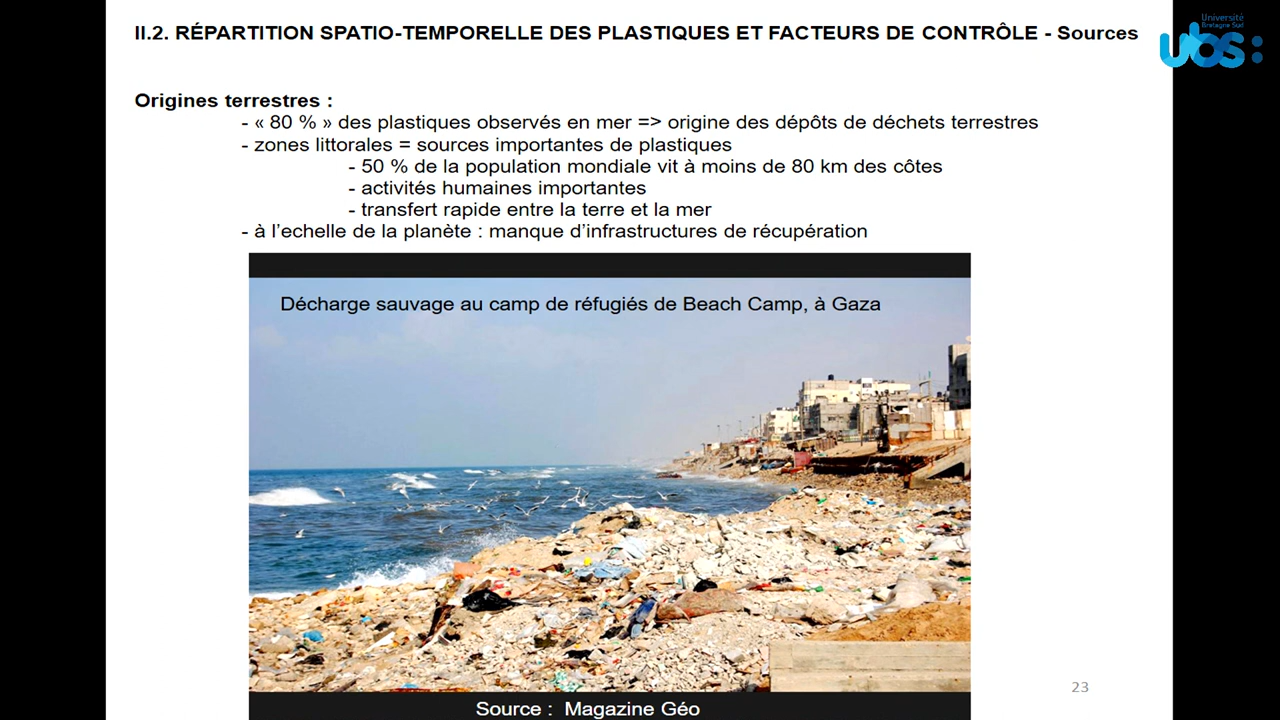 II.2. RÉPARTITION SPATIO-TEMPORELLE DES PLASTIQUES ET FACTEURS DE CONTRÔLE - Sources
Université
Bretagne Sud
ubs:
Origines terrestres :
- « 80 % » des plastiques observés en mer => origine des dépôts de déchets terrestres
- zones littorales = sources importantes de plastiques
- 50 % de la population mondiale vit à moins de 80 km des côtes
- activités humaines importantes
- transfert rapide entre la terre et la mer
- à l'echelle de la planète : manque d'infrastructures de récupération
Décharge sauvage au camp de réfugiés de Beach Camp, à Gaza
23
Source : Magazine Géo